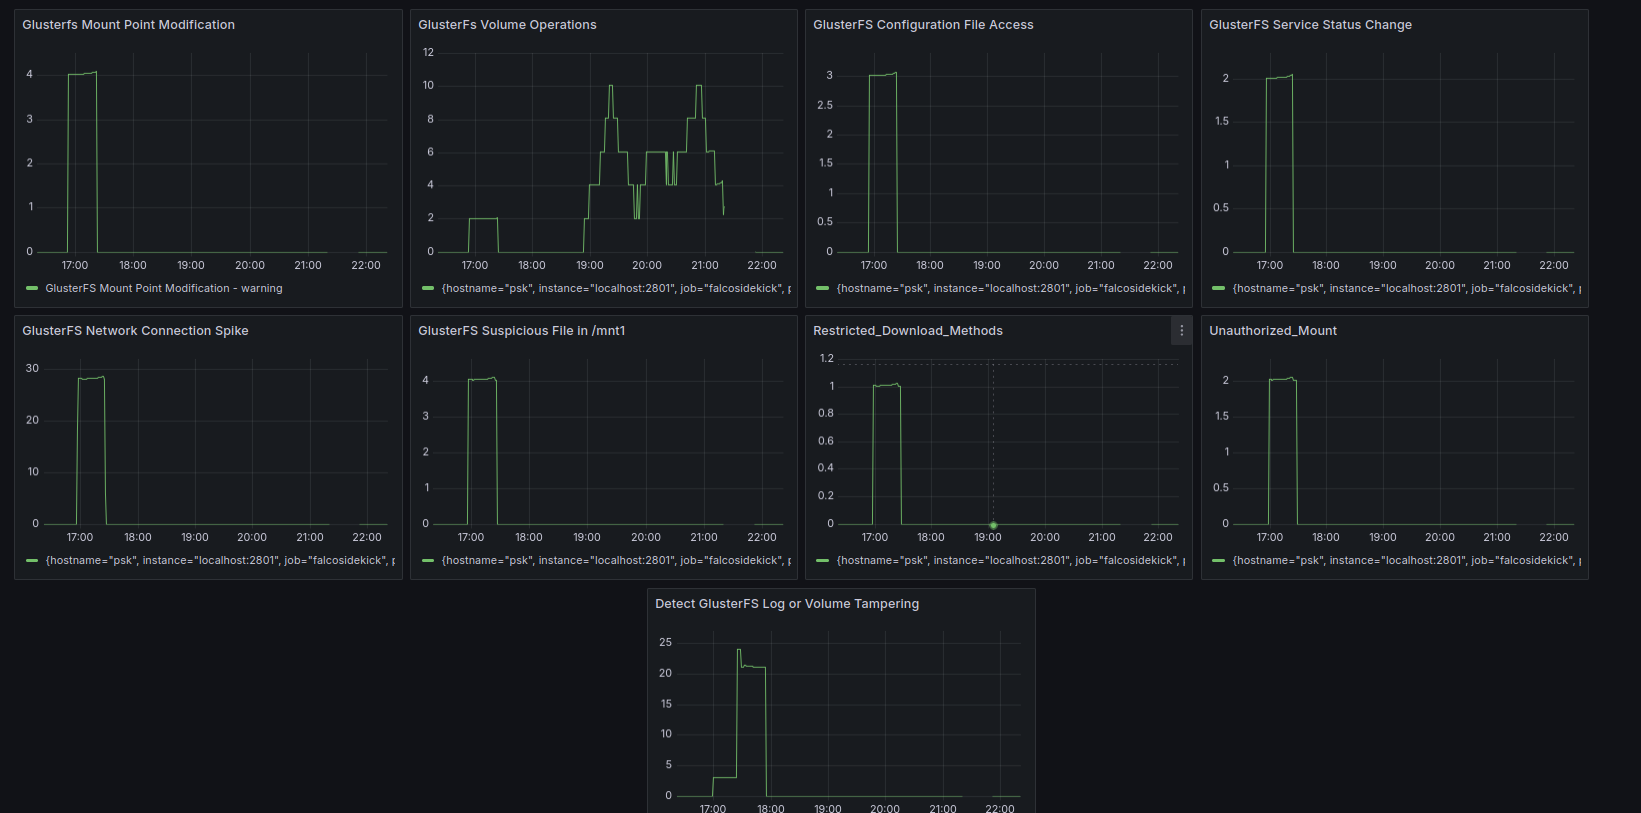 Glusterfs Mount Point Modification
4
3
2
1
0
17:00 18:00 19:00 20:00 21:00 22:00
GlusterFS Mount Point Modification - warning
GlusterFs Volume Operations
12
10
8
6
4
2
0
17:00 18:00 19:00 20:00 21:00 22:00
{hostname="psk", instance="localhost:2801", job="falcosidekick", p
GlusterFS Configuration File Access
3
2.5
2
1.5
1
0.5
0
17:00 18:00 19:00 20:00 21:00 22:00
{hostname="psk", instance="localhost:2801", job="falcosidekick", p
GlusterFS Service Status Change
2
1.5
1
0.5
0
17:00 18:00 19:00 20:00 21:00 22:00
{hostname="psk", instance="localhost:2801", job="falcosidekick", p
GlusterFS Network Connection Spike
30
20
10
0
17:00 18:00 19:00 20:00 21:00 22:00
{hostname="psk", instance="localhost:2801", job="falcosidekick", p
GlusterFS Suspicious File in /mnt1
4
3
2
1
0
17:00 18:00 19:00 20:00 21:00 22:00
{hostname="psk", instance="localhost:2801", job="falcosidekick", p
Restricted_Download_Methods
1.2
1
0.8
0.6
0.4
0.2
0
17:00 18:00 19:00 20:00 21:00 22:00
{hostname="psk", instance="localhost:2801", job="falcosidekick", p
Unauthorized_Mount
2
1.5
1
0.5
0
17:00 18:00 19:00 20:00 21:00 22:00
{hostname="psk", instance="localhost:2801", job="falcosidekick", p
Detect GlusterFS Log or Volume Tampering
25
20
15
10
5
0
17:00 18:00 19:00 20:00 21:00 22:00